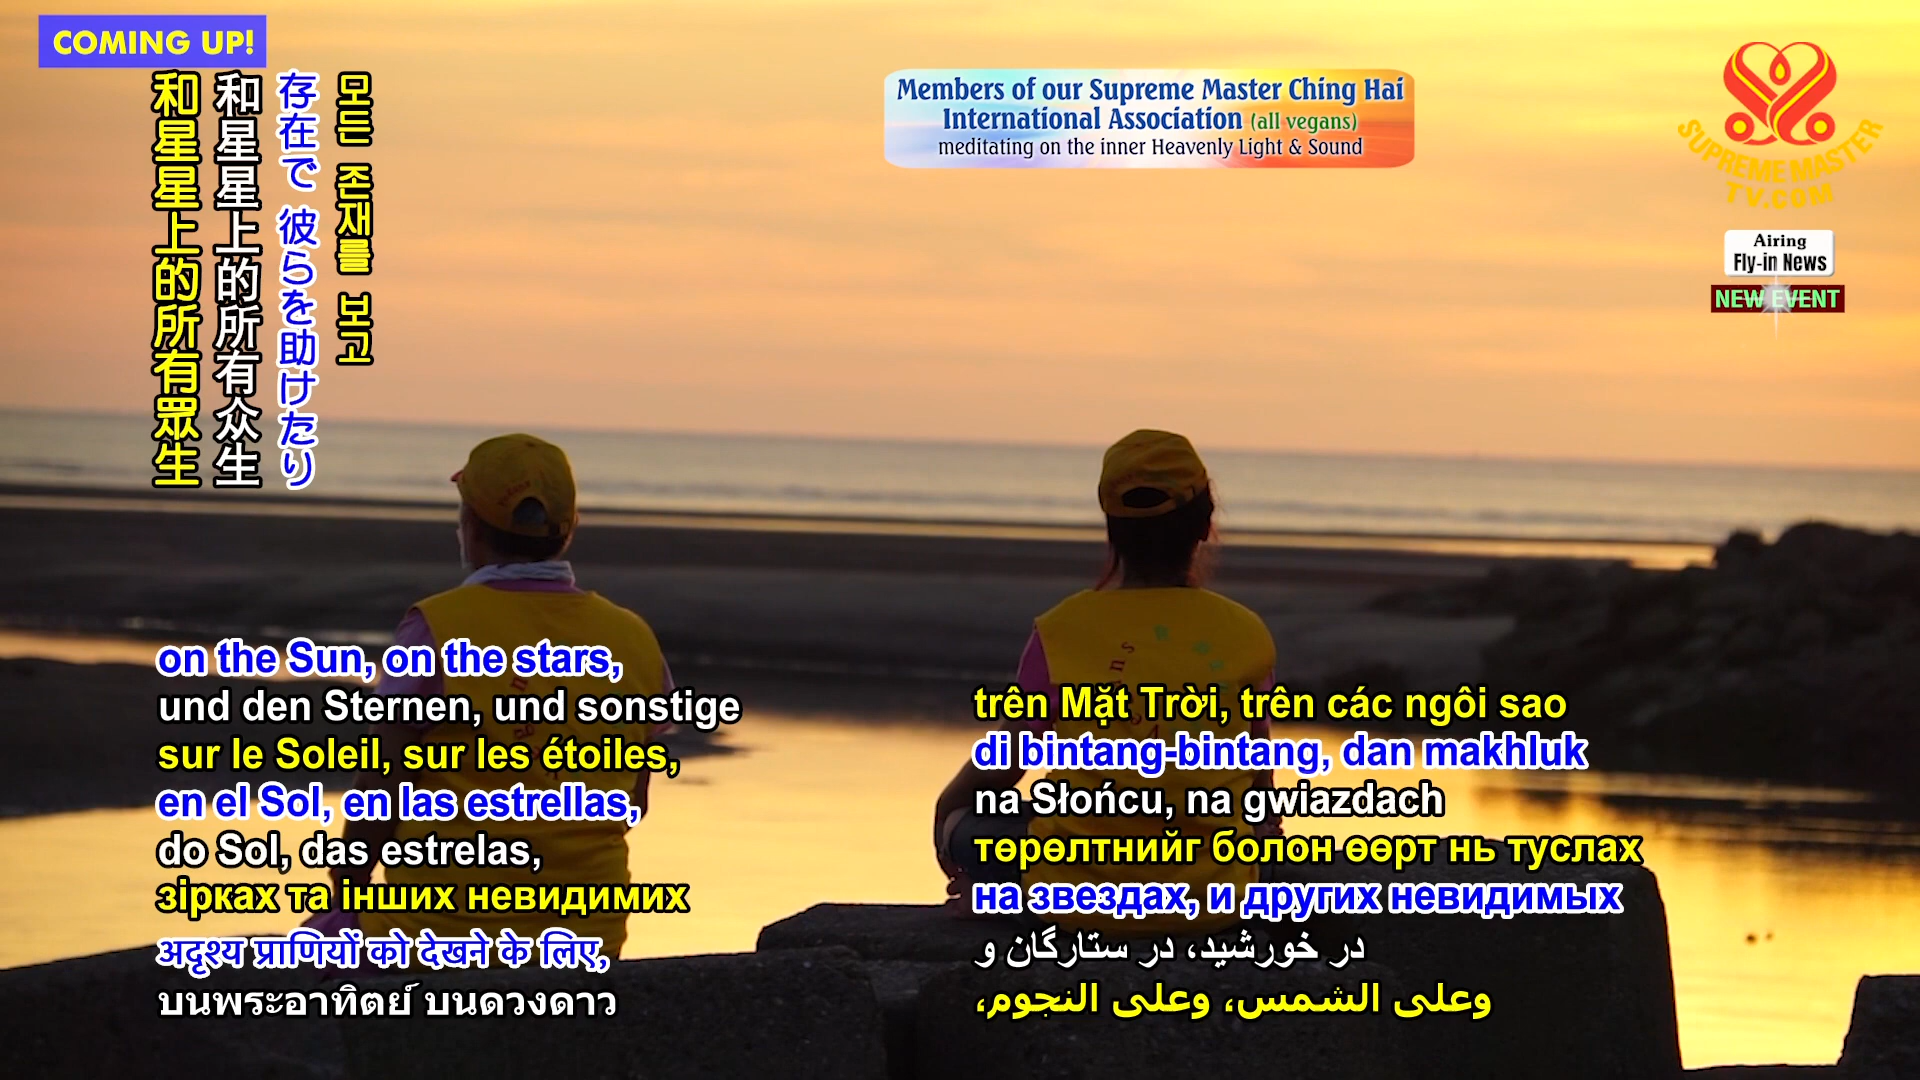 COMING UP!
和星星上的所有眾生
和星星上的所有众生
存在で 彼らを助けたり
모든 존재를 보고
Members of our Supreme Master Ching Hai
International Association (all vegans)
meditating on the inner Heavenly Light & Sound
SUPREME MASTER
TV.COM
Airing
Fly-in News
NEW EVENT
on the Sun, on the stars,
und den Sternen, und sonstige
sur le Soleil, sur les étoiles,
en el Sol, en las estrellas,
do Sol, das estrelas,
зірках та інших невидимих
अदृश्य प्राणियों को देखने के लिए,
บนพระอาทิตย์ บนดวงดาว
trên Mặt Trời, trên các ngôi sao
di bintang-bintang, dan makhluk
na Słońcu, na gwiazdach
төрөлтнийг болон өөрт нь туслах
на звездах, и других невидимых
در خورشید، در ستارگان و
وعلى الشمس، وعلى النجوم،